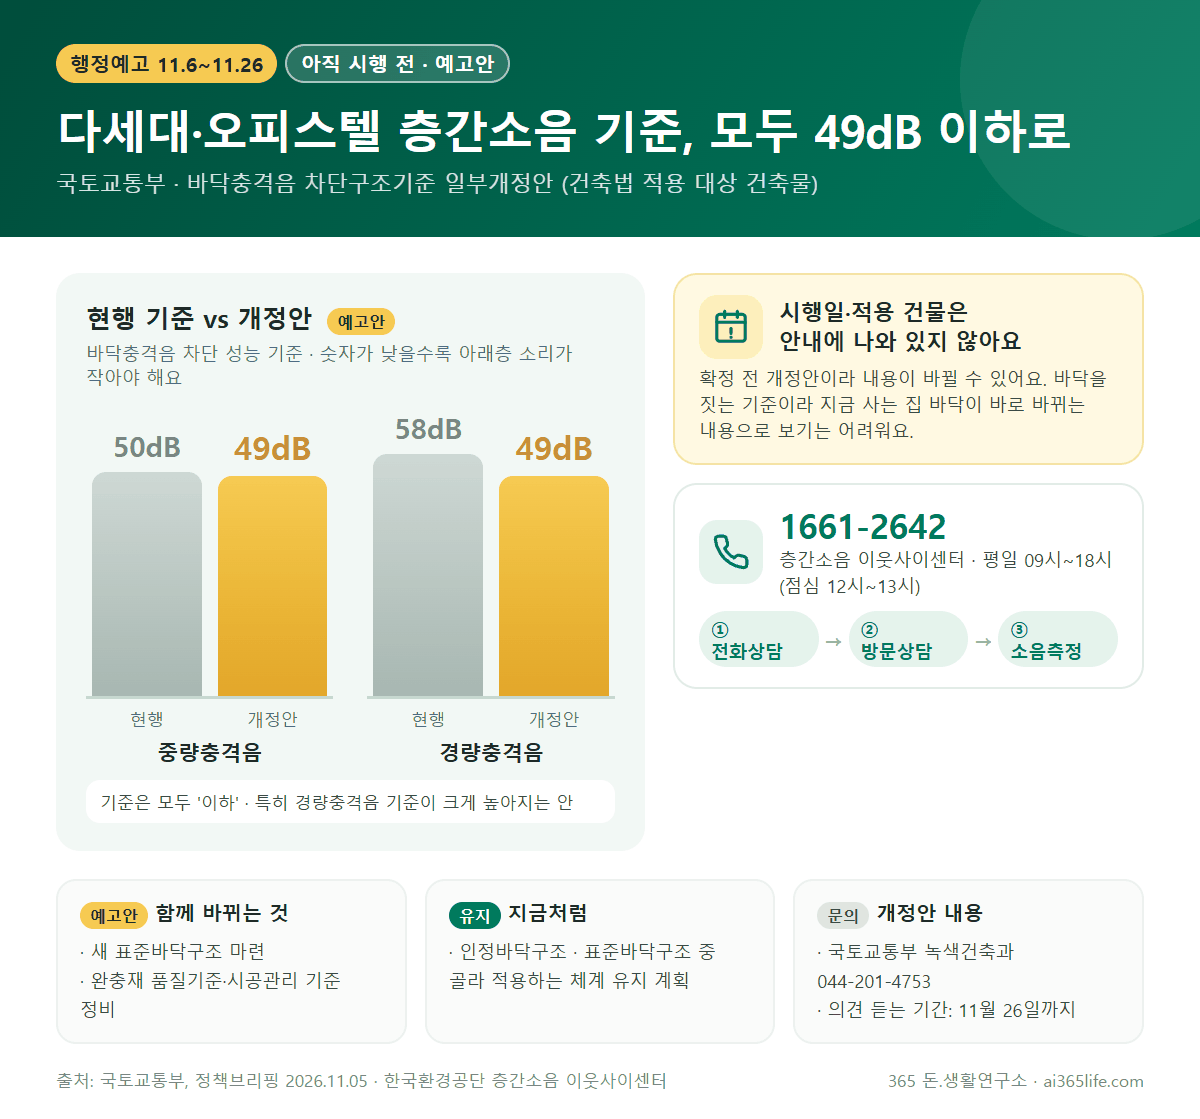 행정예고 11.6~11.26
아직 시행 전 · 예고안
다세대·오피스텔 층간소음 기준, 모두 49dB 이하로
국토교통부 · 바닥충격음 차단구조기준 일부개정안 (건축법 적용 대상 건축물)
현행 기준 vs 개정안
예고안
바닥충격음 차단 성능 기준 · 숫자가 낮을수록 아래층 소리가
작아야 해요
50dB
49dB
58dB
49dB
현행
개정안
현행
개정안
중량충격음
경량충격음
기준은 모두 '이하' · 특히 경량충격음 기준이 크게 높아지는 안
시행일·적용 건물은
안내에 나와 있지 않아요
확정 전 개정안이라 내용이 바뀔 수 있어요. 바닥을
짓는 기준이라 지금 사는 집 바닥이 바로 바뀌는
내용으로 보기는 어려워요.
1661-2642
층간소음 이웃사이센터 · 평일 09시~18시
(점심 12시~13시)
①
전화상담
→
②
방문상담
→
③
소음측정
예고안 함께 바뀌는 것
· 새 표준바닥구조 마련
· 완충재 품질기준·시공관리 기준
정비
유지 지금처럼
· 인정바닥구조 · 표준바닥구조 중
골라 적용하는 체계 유지 계획
문의 개정안 내용
· 국토교통부 녹색건축과
044-201-4753
· 의견 듣는 기간: 11월 26일까지
출처: 국토교통부, 정책브리핑 2026.11.05 · 한국환경공단 층간소음 이웃사이센터
365 돈.생활연구소 · ai365life.com